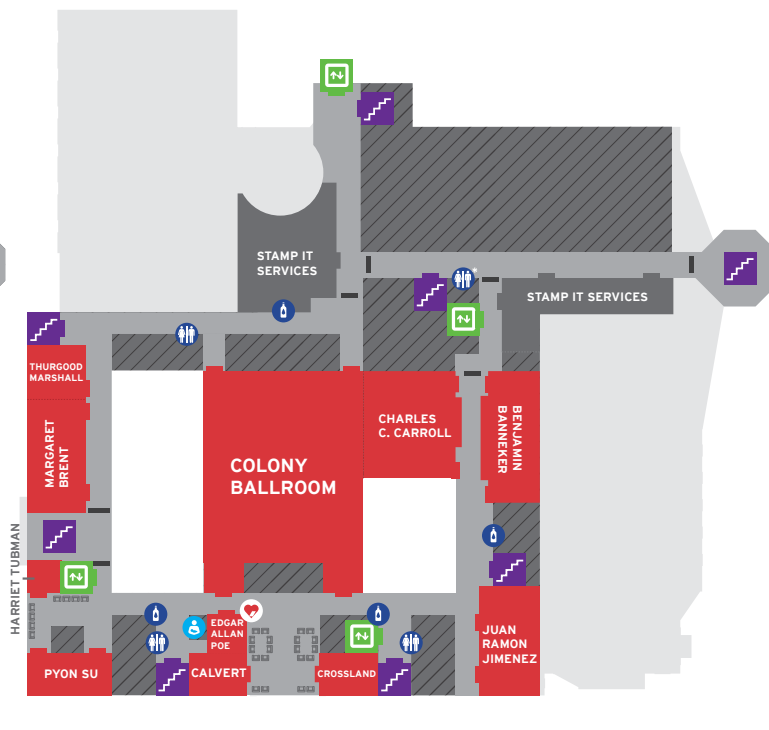 STAMP IT
SERVICES
STAMP IT SERVICES
THURGOOD
MARSHALL
MARGARET
BRENT
COLONY
BALLROOM
CHARLES
C. CARROLL
BENJAMIN
BANNEKER
HARRIET TUBMAN
EDGAR
ALLAN
POE
JUAN
RAMON
JIMENEZ
PYON SU
CALVERT
CROSSLAND